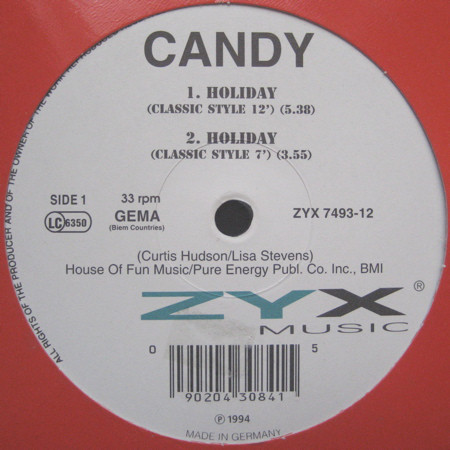 CANDY
1. HOLIDAY
(CLASSIC STYLE 12') (5.38)
2. HOLIDAY
(CLASSIC STYLE 7') (3.55)
SIDE 1
33 rpm
LC 6350
GEMA
(Biem Countries)
ZYX 7493-12
(Curtis Hudson/Lisa Stevens)
House Of Fun Music/Pure Energy Publ. Co. Inc., BMI
ZYX ®
MUSIC
0 5
90204 30841
℗ 1994
MADE IN GERMANY
ALL RIGHTS OF THE PRODUCER AND OF THE OWNER OF THE WORK